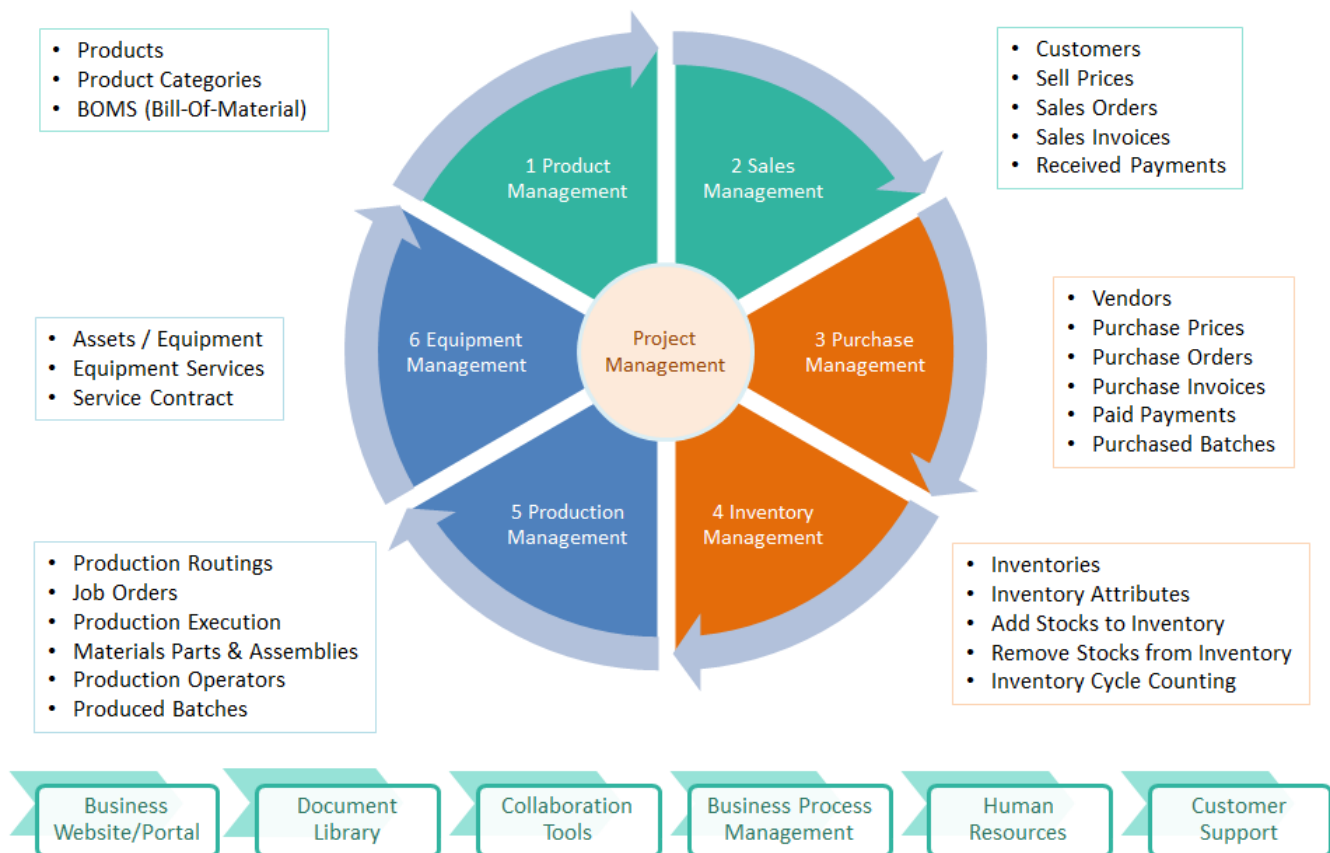 • Products
• Product Categories
• BOMS (Bill-Of-Material)
• Customers
• Sell Prices
• Sales Orders
• Sales Invoices
• Received Payments
1 Product
Management
2 Sales
Management
• Assets / Equipment
• Equipment Services
• Service Contract
6 Equipment
Management
Project
Management
3 Purchase
Management
• Vendors
• Purchase Prices
• Purchase Orders
• Purchase Invoices
• Paid Payments
• Purchased Batches
5 Production
Management
4 Inventory
Management
• Production Routings
• Job Orders
• Production Execution
• Materials Parts & Assemblies
• Production Operators
• Produced Batches
• Inventories
• Inventory Attributes
• Add Stocks to Inventory
• Remove Stocks from Inventory
• Inventory Cycle Counting
Business
Website/Portal
Document
Library
Collaboration
Tools
Business Process
Management
Human
Resources
Customer
Support